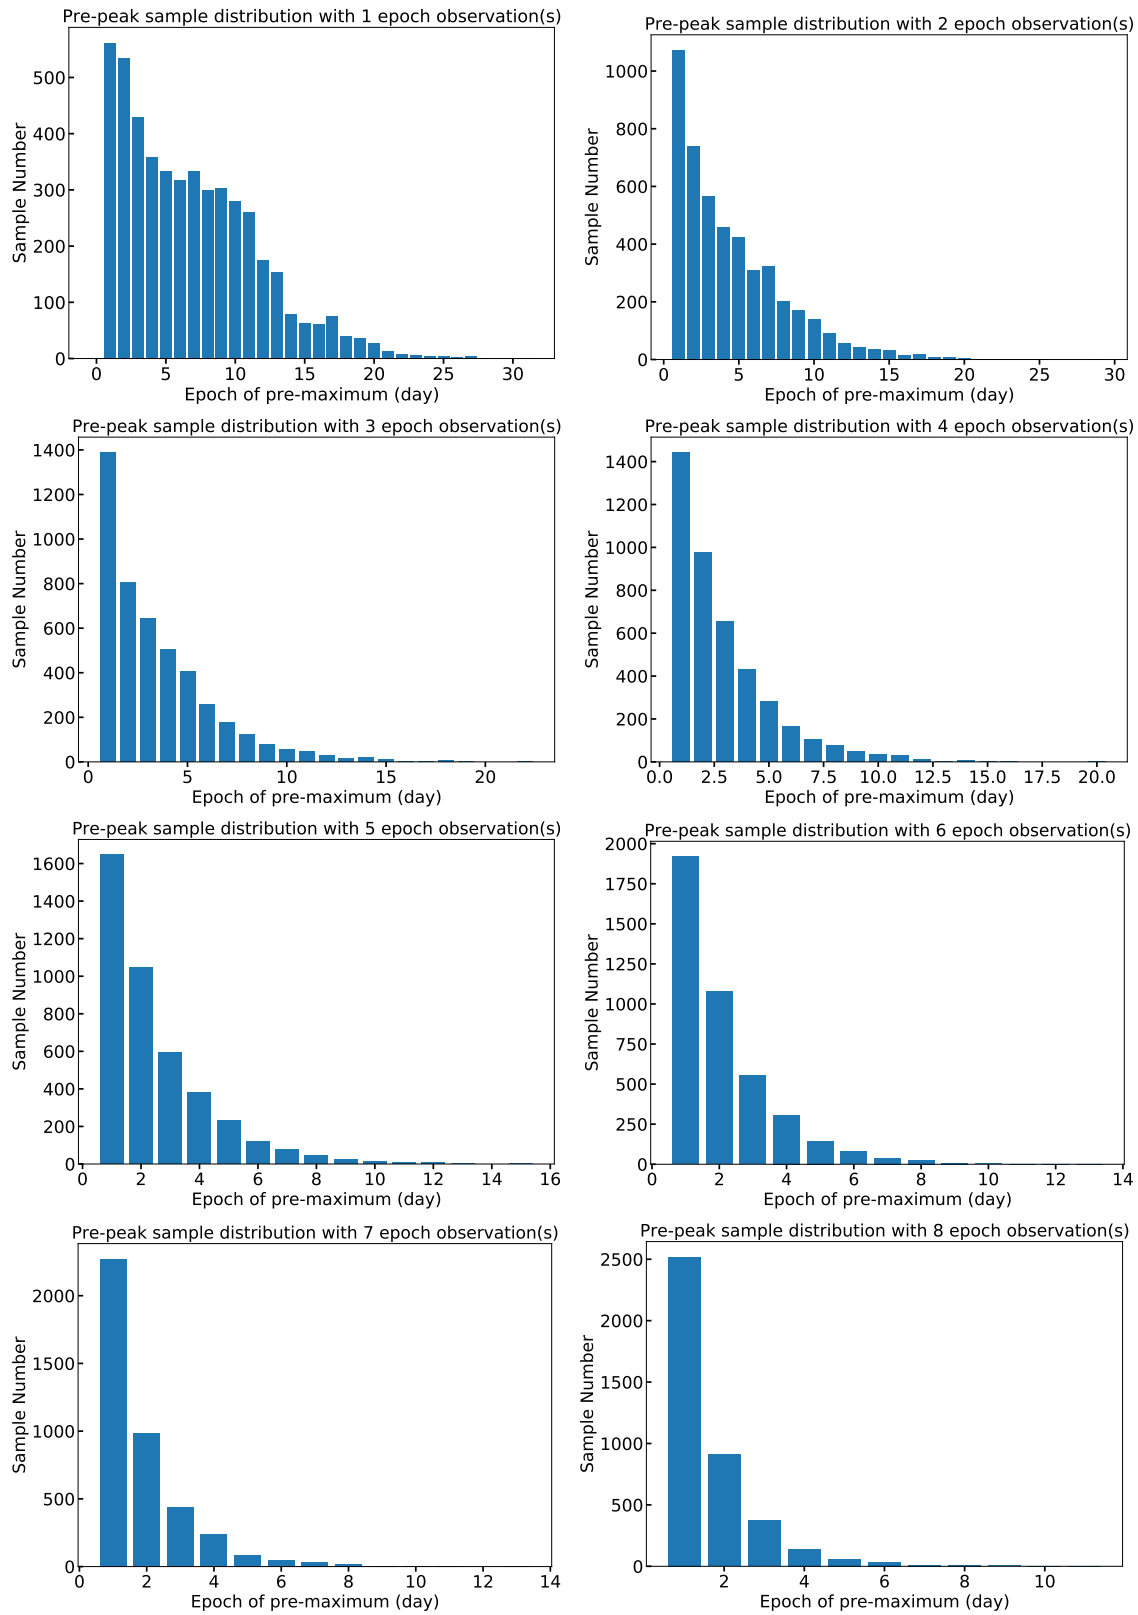 Pre-peak sample distribution with 1 epoch observation(s)
Sample Number
500
400
300
200
100
0
0 5 10 15 20 25 30
Epoch of pre-maximum (day)
Pre-peak sample distribution with 2 epoch observation(s)
Sample Number
1000
800
600
400
200
0
0 5 10 15 20 25 30
Epoch of pre-maximum (day)
Pre-peak sample distribution with 3 epoch observation(s)
Sample Number
1400
1200
1000
800
600
400
200
0
0 5 10 15 20
Epoch of pre-maximum (day)
Pre-peak sample distribution with 4 epoch observation(s)
Sample Number
1400
1200
1000
800
600
400
200
0
0.0 2.5 5.0 7.5 10.0 12.5 15.0 17.5 20.0
Epoch of pre-maximum (day)
Pre-peak sample distribution with 5 epoch observation(s)
Sample Number
1600
1400
1200
1000
800
600
400
200
0
0 2 4 6 8 10 12 14 16
Epoch of pre-maximum (day)
Pre-peak sample distribution with 6 epoch observation(s)
Sample Number
2000
1750
1500
1250
1000
750
500
250
0
0 2 4 6 8 10 12 14
Epoch of pre-maximum (day)
Pre-peak sample distribution with 7 epoch observation(s)
Sample Number
2000
1500
1000
500
0
0 2 4 6 8 10 12 14
Epoch of pre-maximum (day)
Pre-peak sample distribution with 8 epoch observation(s)
Sample Number
2500
2000
1500
1000
500
0
2 4 6 8 10
Epoch of pre-maximum (day)